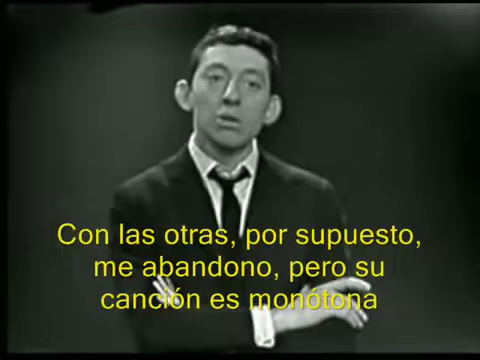 Con las otras, por supuesto,
me abandono, pero su
canción es monótona